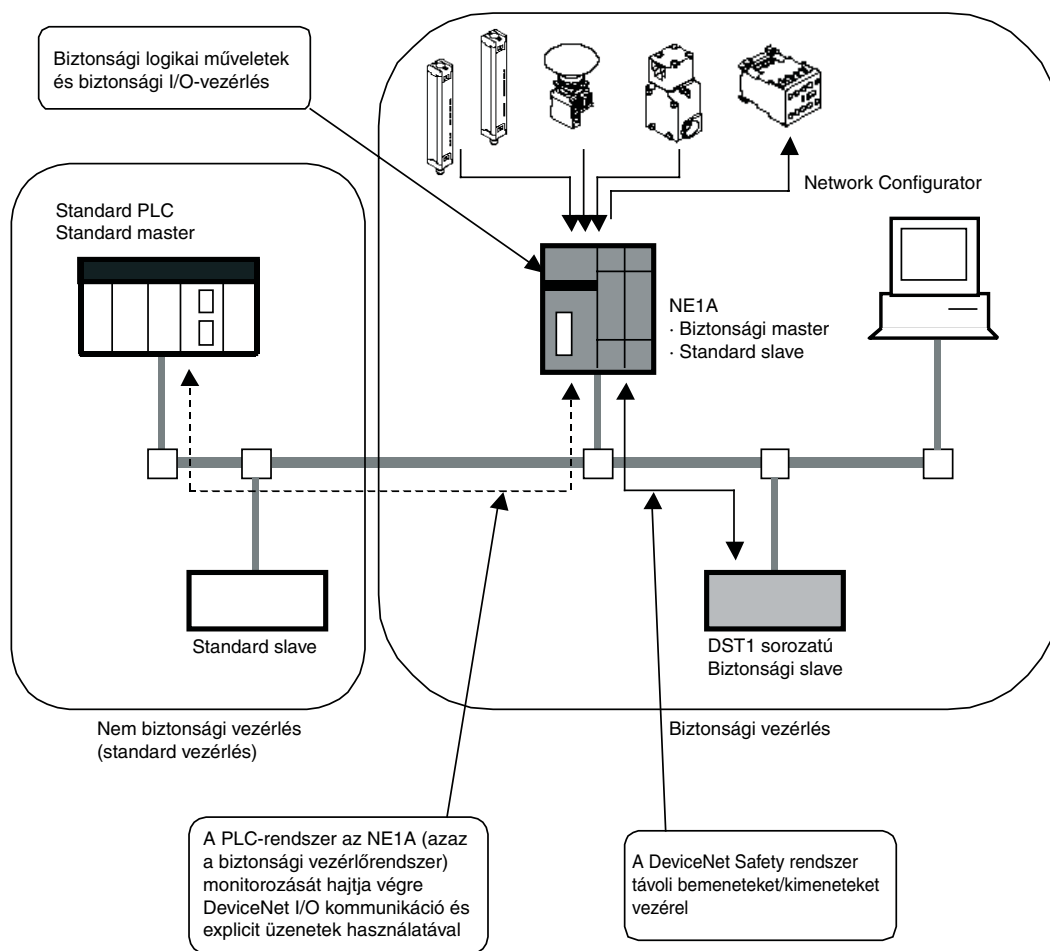 Biztonsági logikai műveletek
és biztonsági I/O-vezérlés
Network Configurator
Standard PLC
Standard master
NE1A
· Biztonsági master
· Standard slave
Standard slave
DST1 sorozatú
Biztonsági slave
Nem biztonsági vezérlés
(standard vezérlés)
Biztonsági vezérlés
A PLC-rendszer az NE1A (azaz
a biztonsági vezérlőrendszer)
monitorozását hajtja végre
DeviceNet I/O kommunikáció és
explicit üzenetek használatával
A DeviceNet Safety rendszer
távoli bemeneteket/kimeneteket
vezérel